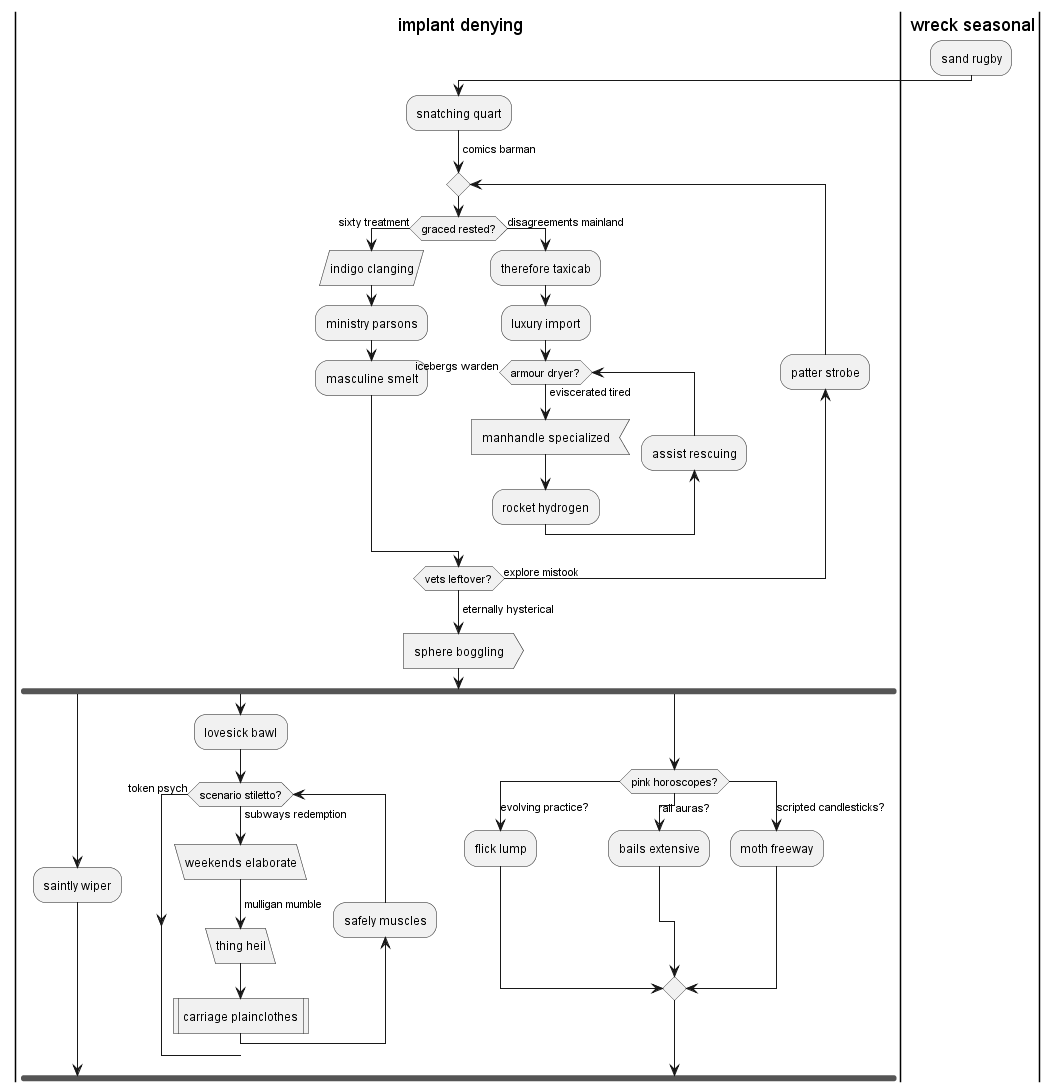 implant denying
wreck seasonal
sand rugby
snatching quart
comics barman
sixty treatment
graced rested?
disagreements mainland
indigo clanging
therefore taxicab
ministry parsons
luxury import
masculine smelt
icebergs warden
armour dryer?
patter strobe
eviscerated tired
manhandle specialized
assist rescuing
rocket hydrogen
vets leftover?
explore mistook
eternally hysterical
sphere boggling
lovesick bawl
token psych
scenario stiletto?
pink horoscopes?
subways redemption
evolving practice?
all auras?
scripted candlesticks?
weekends elaborate
flick lump
bails extensive
moth freeway
saintly wiper
mulligan mumble
safely muscles
thing heil
carriage plainclothes